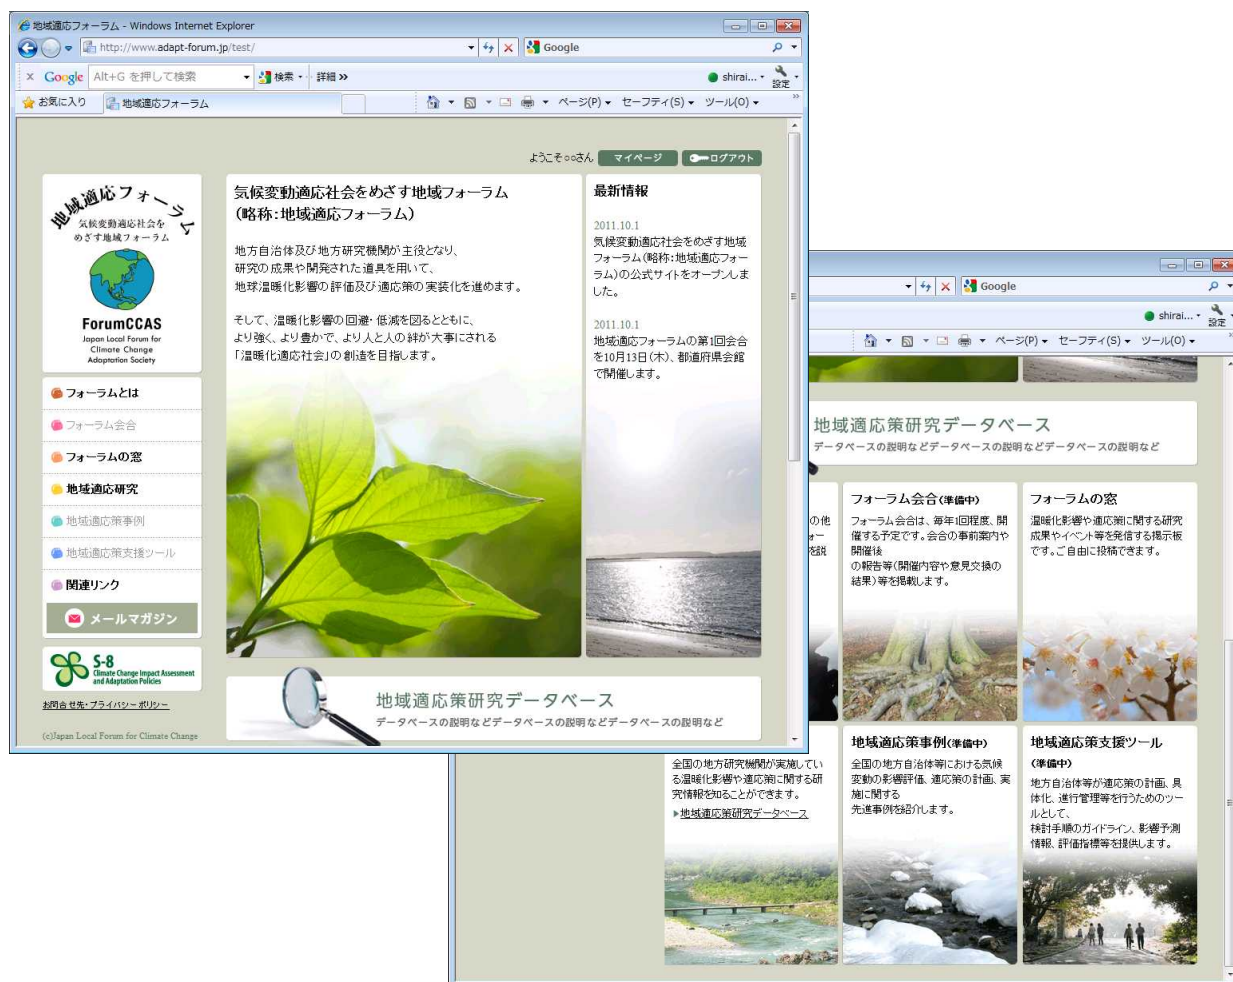 地域適応フォーラム - Windows Internet Explorer
http://www.adapt-forum.jp/test/
Google
x Google Alt+G を押して検索 検索 詳細 »
shirai...
設定
お気に入り
地域適応フォーラム
ページ(P) セーフティ(S) ツール(O) »
ようこそ○○さん マイページ ログアウト
地域適応フォーラム
気候変動適応社会を
めざす地域フォーラム
ForumCCAS
Japan Local Forum for
Climate Change
Adaptation Society
フォーラムとは
フォーラム会合
フォーラムの窓
地域適応研究
地域適応策事例
地域適応策支援ツール
関連リンク
メールマガジン
S-8
Climate Change Impact Assessment
and Adaptation Policies
お問合せ先・プライバシーポリシー
(c)Japan Local Forum for Climate Change
気候変動適応社会をめざす地域フォーラム
(略称:地域適応フォーラム)
地方自治体及び地方研究機関が主役となり、
研究の成果や開発された道具を用いて、
地球温暖化影響の評価及び適応策の実装化を進めます。
そして、温暖化影響の回避・低減を図るとともに、
より強く、より豊かで、より人と人の絆が大事にされる
「温暖化適応社会」の創造を目指します。
最新情報
2011.10.1
気候変動適応社会をめざす地域
フォーラム(略称:地域適応フォー
ラム)の公式サイトをオープンしま
した。
2011.10.1
地域適応フォーラムの第1回会合
を10月13日(木)、都道府県会館
で開催します。
地域適応策研究データベース
データベースの説明などデータベースの説明などデータベースの説明など
Google
shirai...
設定
ページ(P) セーフティ(S) ツール(O) »
地域適応策研究データベース
データベースの説明などデータベースの説明などデータベースの説明など
の他
ォー
を説
フォーラム会合(準備中)
フォーラム会合は、毎年1回程度、開
催する予定です。会合の事前案内や
開催後
の報告等(開催内容や意見交換の
結果)等を掲載します。
フォーラムの窓
温暖化影響や適応策に関する研究
成果やイベント等を発信する掲示板
です。ご自由に投稿できます。
全国の地方研究機関が実施してい
る温暖化影響や適応策に関する研
究情報を知ることができます。
▶地域適応策研究データベース
地域適応策事例(準備中)
全国の地方自治体等における気候
変動の影響評価、適応策の計画、実
施に関する
先進事例を紹介します。
地域適応策支援ツール
(準備中)
地方自治体等が適応策の計画、具
体化、進行管理等を行うためのツー
ルとして、
検討手順のガイドライン、影響予測
情報、評価指標等を提供します。